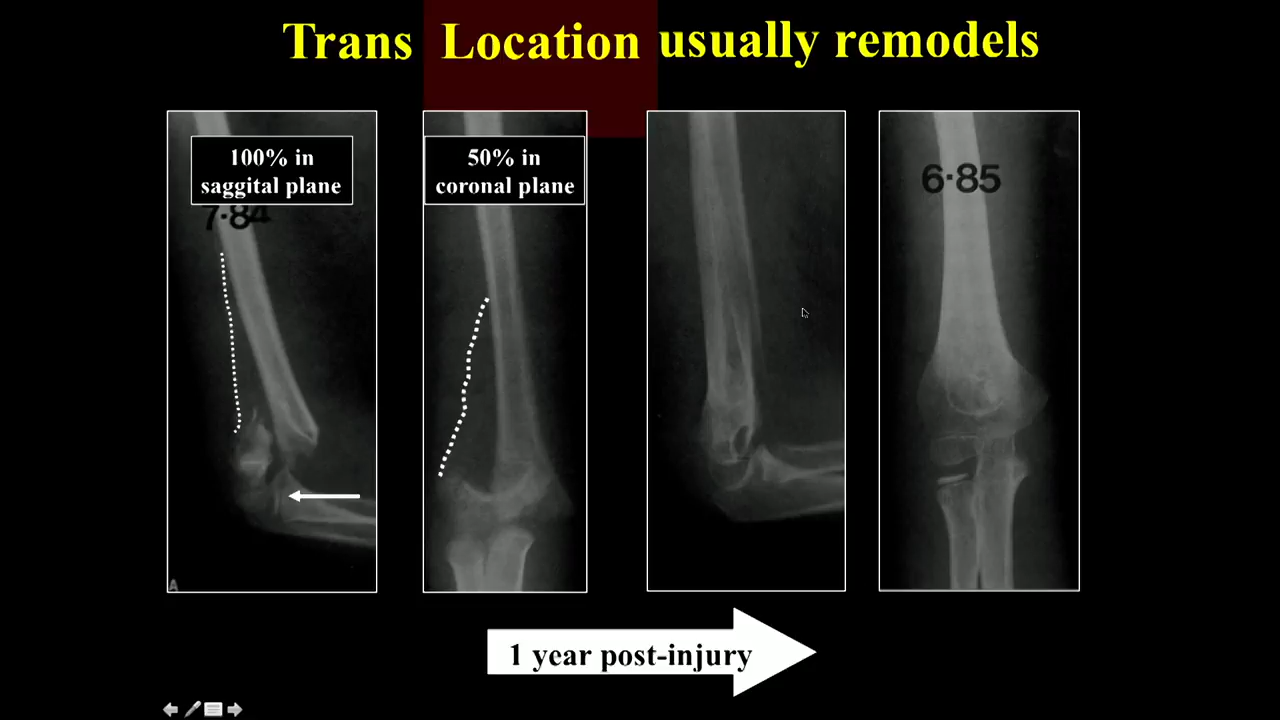 Trans Location usually remodels
100% in
saggital plane
7·84
50% in
coronal plane
6·85
A
1 year post-injury